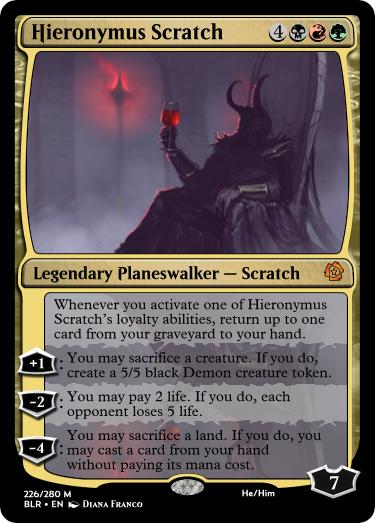 Hieronymus Scratch 4
Legendary Planeswalker — Scratch
Whenever you activate one of Hieronymus
Scratch's loyalty abilities, return up to one
card from your graveyard to your hand.
+1: You may sacrifice a creature. If you do,
create a 5/5 black Demon creature token.
-2: You may pay 2 life. If you do, each
opponent loses 5 life.
-4: You may sacrifice a land. If you do, you
may cast a card from your hand
without paying its mana cost.
7
226/280 M
BLR • EN Diana Franco
He/Him